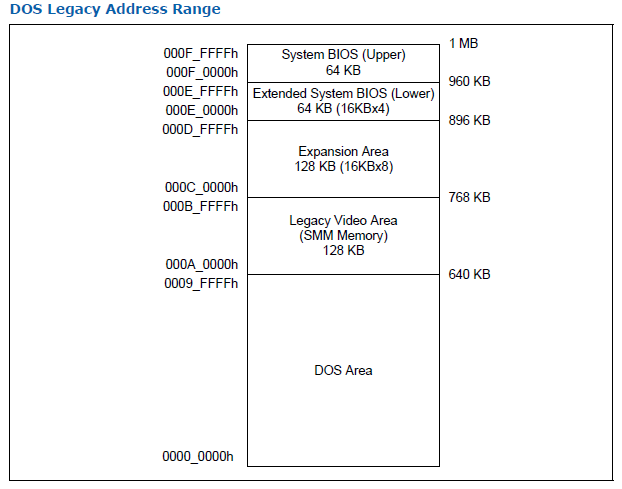 DOS Legacy Address Range
1 MB
000F_FFFFh
System BIOS (Upper)
64 KB
000F_0000h
960 KB
000E_FFFFh
Extended System BIOS (Lower)
64 KB (16KBx4)
000E_0000h
896 KB
000D_FFFFh
Expansion Area
128 KB (16KBx8)
000C_0000h
768 KB
000B_FFFFh
Legacy Video Area
(SMM Memory)
128 KB
000A_0000h
640 KB
0009_FFFFh
DOS Area
0000_0000h